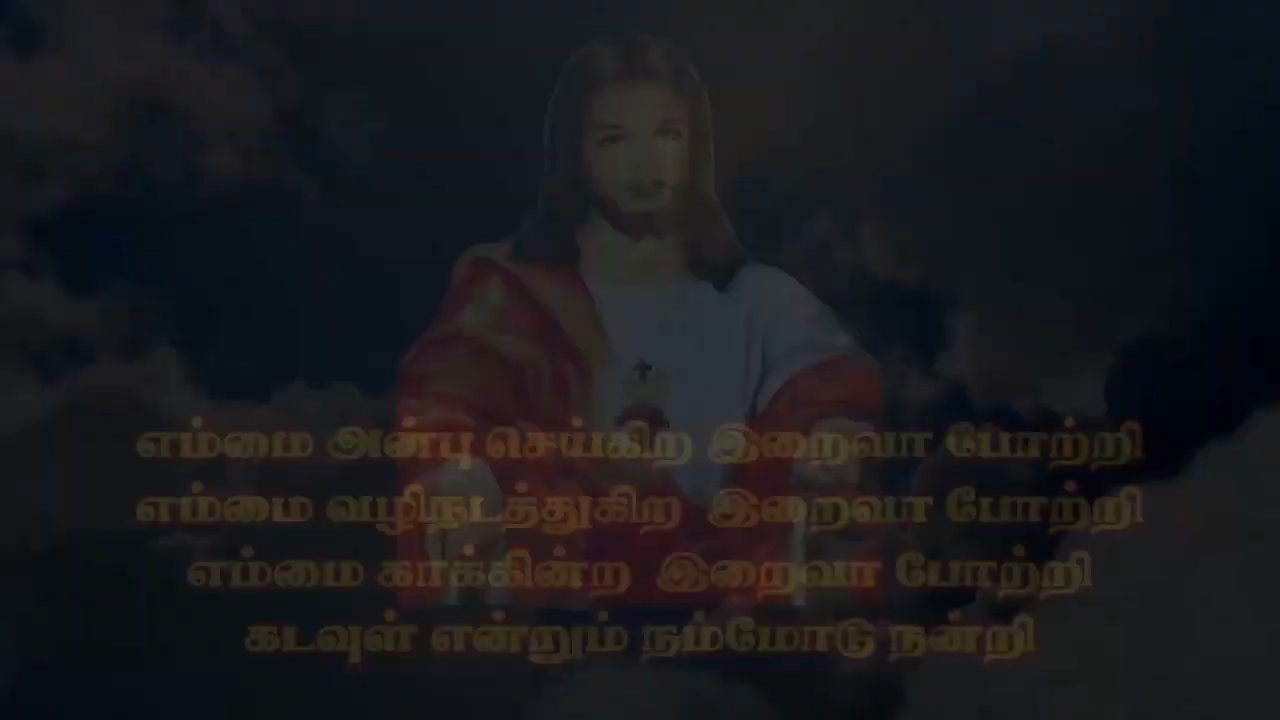 எம்மை அன்பு செய்கிற இறைவா போற்றி
எம்மை வழிநடத்துகிற இறைவா போற்றி
எம்மை காக்கின்ற இறைவா போற்றி
கடவுள் என்றும் நம்மோடு நன்றி